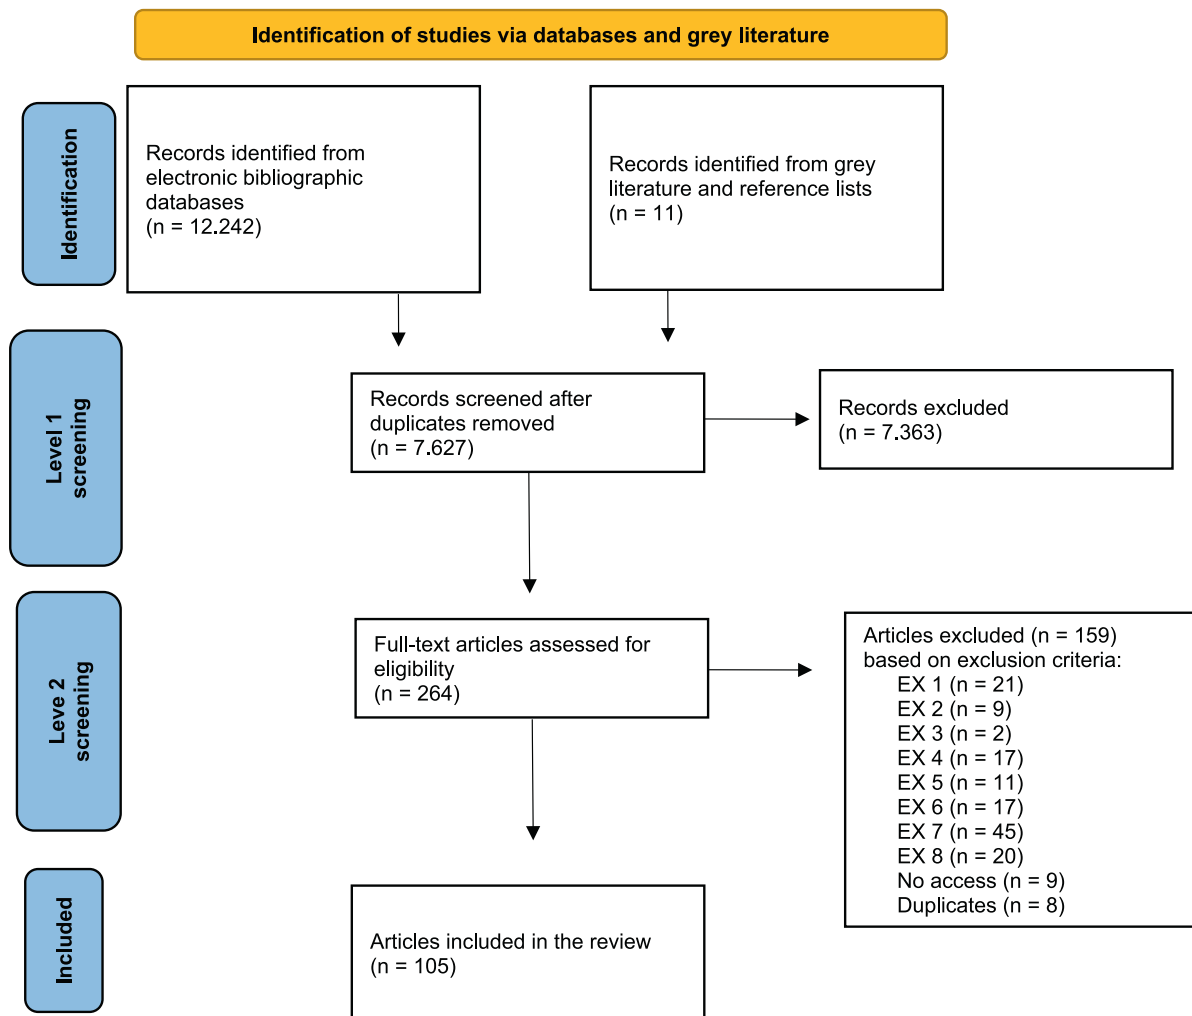 Identification of studies via databases and grey literature
Identification
Records identified from
electronic bibliographic
databases
(n = 12.242)
Records identified from grey
literature and reference lists
(n = 11)
Level 1
screening
Records screened after
duplicates removed
(n = 7.627)
Records excluded
(n = 7.363)
Leve 2
screening
Full-text articles assessed for
eligibility
(n = 264)
Articles excluded (n = 159)
based on exclusion criteria:
EX 1 (n = 21)
EX 2 (n = 9)
EX 3 (n = 2)
EX 4 (n = 17)
EX 5 (n = 11)
EX 6 (n = 17)
EX 7 (n = 45)
EX 8 (n = 20)
No access (n = 9)
Duplicates (n = 8)
Included
Articles included in the review
(n = 105)